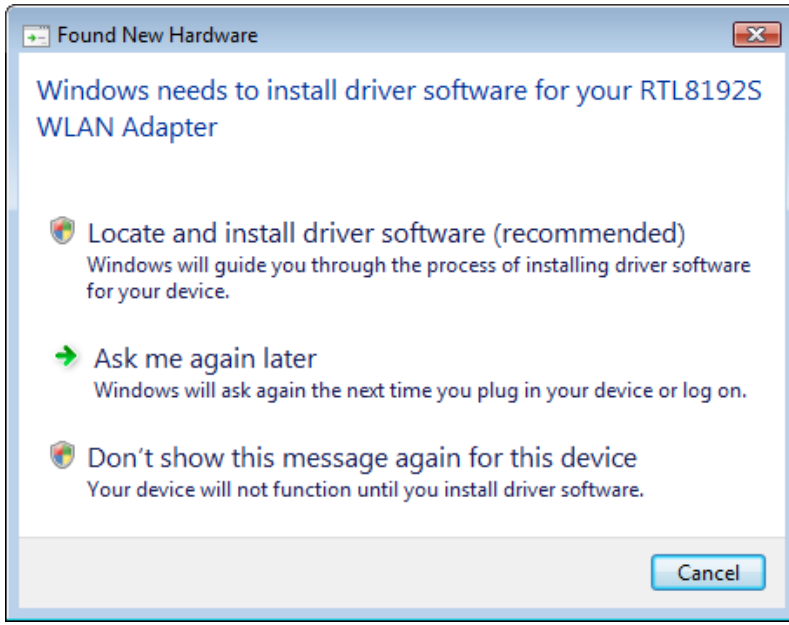 Found New Hardware
Windows needs to install driver software for your RTL8192S
WLAN Adapter
Locate and install driver software (recommended)
Windows will guide you through the process of installing driver software
for your device.
Ask me again later
Windows will ask again the next time you plug in your device or log on.
Don't show this message again for this device
Your device will not function until you install driver software.
Cancel